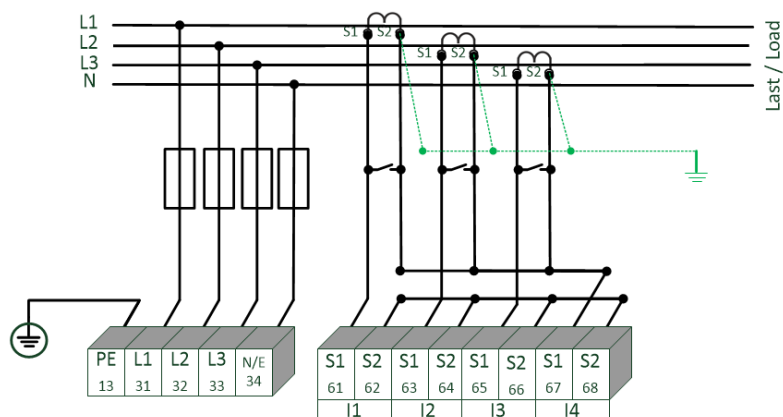 L1
L2
L3
N
S1 S2
S1 S2
S1 S2
Last / Load
PE L1 L2 L3 N/E
13 31 32 33 34
S1 S2 S1 S2 S1 S2 S1 S2
61 62 63 64 65 66 67 68
I1 I2 I3 I4